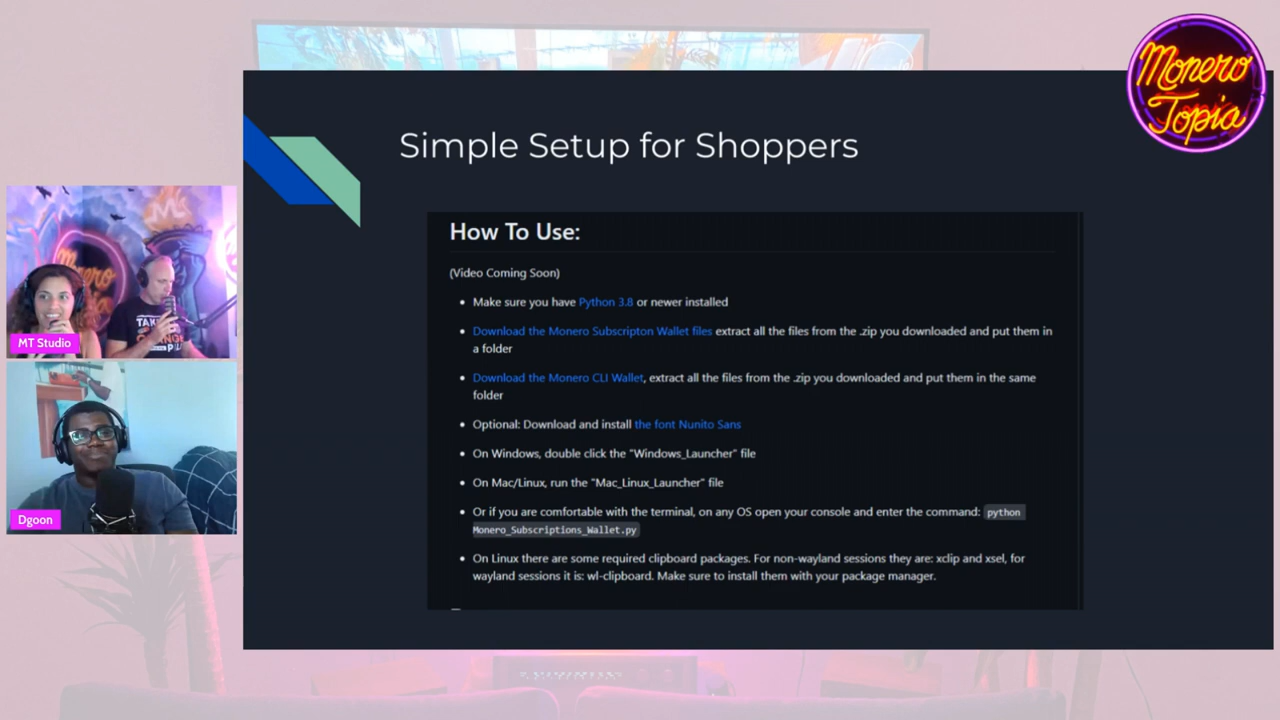 Monero
Topia
Simple Setup for Shoppers
How To Use:
(Video Coming Soon)
• Make sure you have Python 3.8 or newer installed
• Download the Monero Subscripton Wallet files extract all the files from the .zip you downloaded and put them in
a folder
• Download the Monero CLI Wallet, extract all the files from the .zip you downloaded and put them in the same
folder
• Optional: Download and install the font Nunito Sans
• On Windows, double click the "Windows_Launcher" file
• On Mac/Linux, run the "Mac_Linux_Launcher" file
• Or if you are comfortable with the terminal, on any OS open your console and enter the command: python
Monero_Subscriptions_Wallet.py
• On Linux there are some required clipboard packages. For non-wayland sessions they are: xclip and xsel, for
wayland sessions it is: wl-clipboard. Make sure to install them with your package manager.
Monero
MT Studio
Dgoon